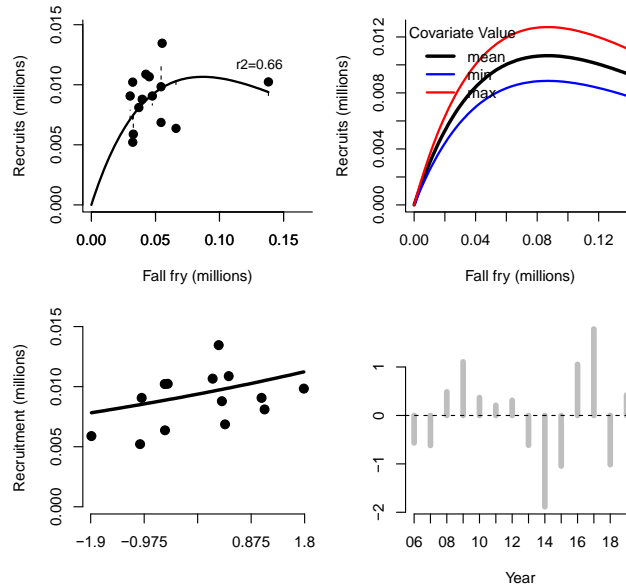 0.015
0.010
0.005
0.000
Recruits (millions)
r2=0.66
0.00 0.05 0.10 0.15
Fall fry (millions)
0.012
0.008
0.004
0.000
Recruits (millions)
Covariate Value
mean
min
max
0.00 0.04 0.08 0.12
Fall fry (millions)
0.015
0.010
0.005
0.000
Recruitment (millions)
−1.9 −0.975 0.875 1.8
1
0
−1
−2
06 08 10 12 14 16 18
Year